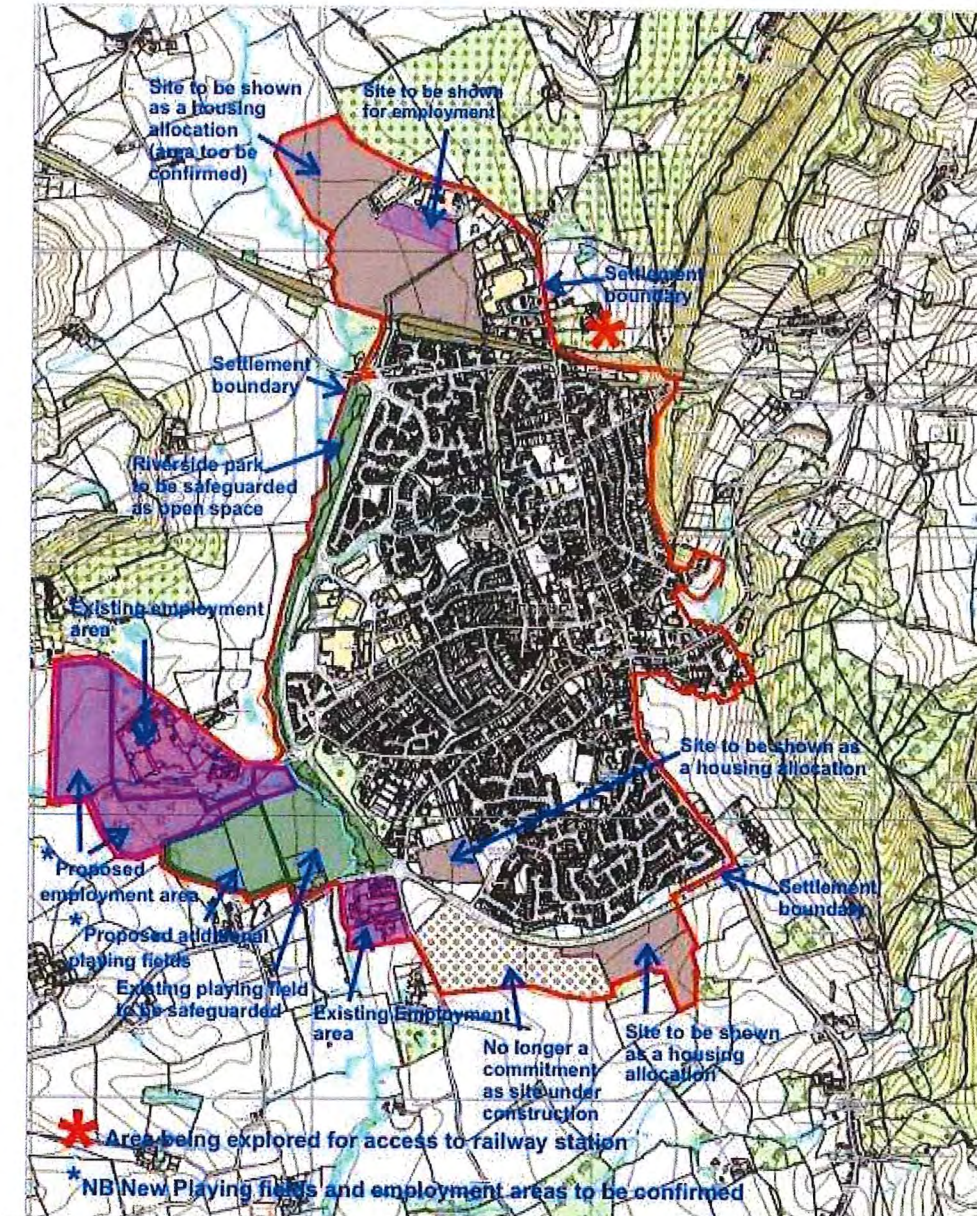 Site to be shown
as a housing
allocation
(area too be
confirmed)
Site to be shown
for employment
Settlement
boundary
Settlement
boundary
Riverside park
to be safeguarded
as open space
Existing employment
area
Site to be shown as
a housing allocation
*Proposed
employment area
*Proposed additional
playing fields
Existing playing field
to be safeguarded
Existing Employment
area
Settlement
boundary
No longer a
commitment
as site under
construction
Site to be shown
as a housing
allocation
* Area being explored for access to railway station
*NB New Playing fields and employment areas to be confirmed